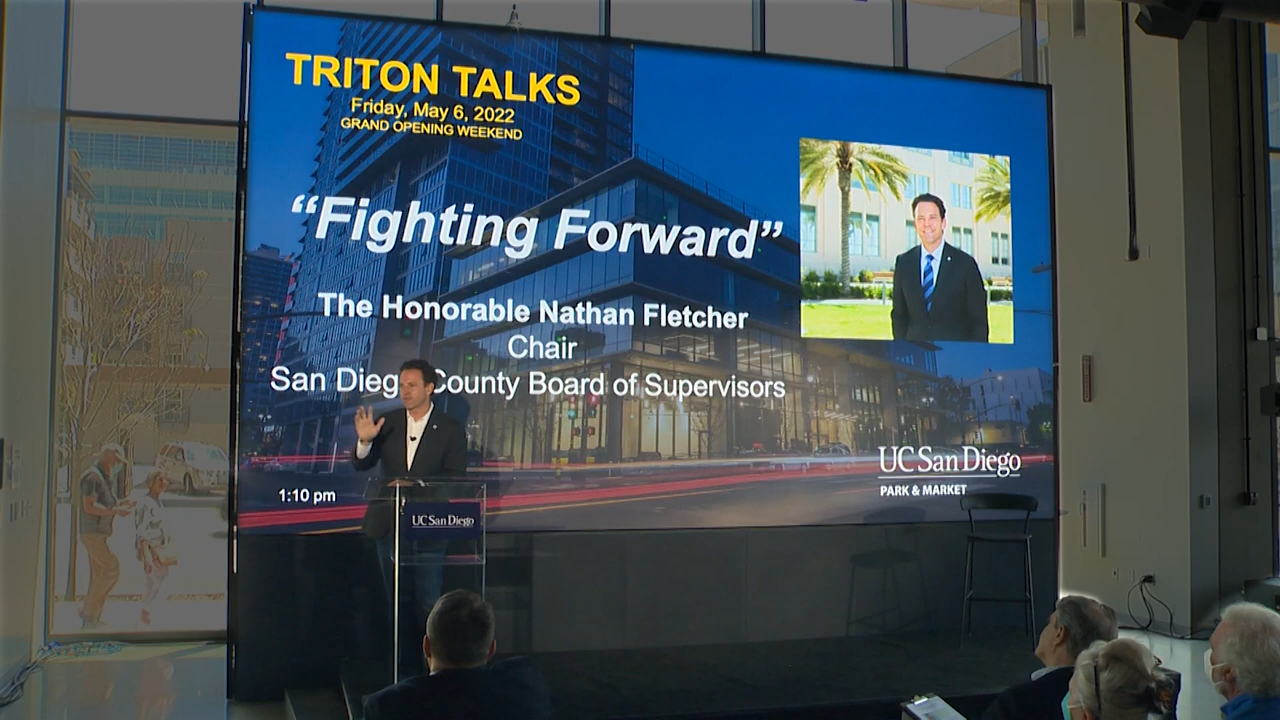 TRITON TALKS
Friday, May 6, 2022
GRAND OPENING WEEKEND
“Fighting Forward”
The Honorable Nathan Fletcher
Chair
San Dieg County Board of Supervisors
1:10 pm
UC San Diego
PARK & MARKET
UC San Diego